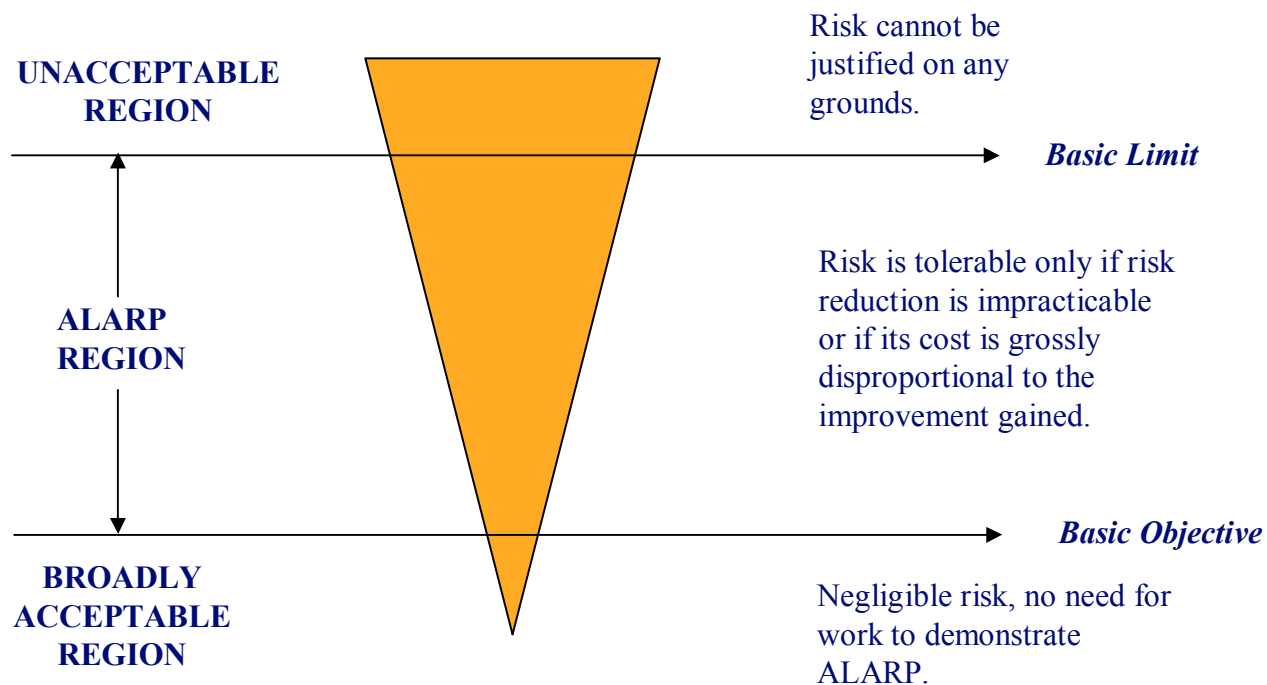 UNACCEPTABLE
REGION
Risk cannot be
justified on any
grounds.
Basic Limit
ALARP
REGION
Risk is tolerable only if risk
reduction is impracticable
or if its cost is grossly
disproportional to the
improvement gained.
Basic Objective
BROADLY
ACCEPTABLE
REGION
Negligible risk, no need for
work to demonstrate
ALARP.